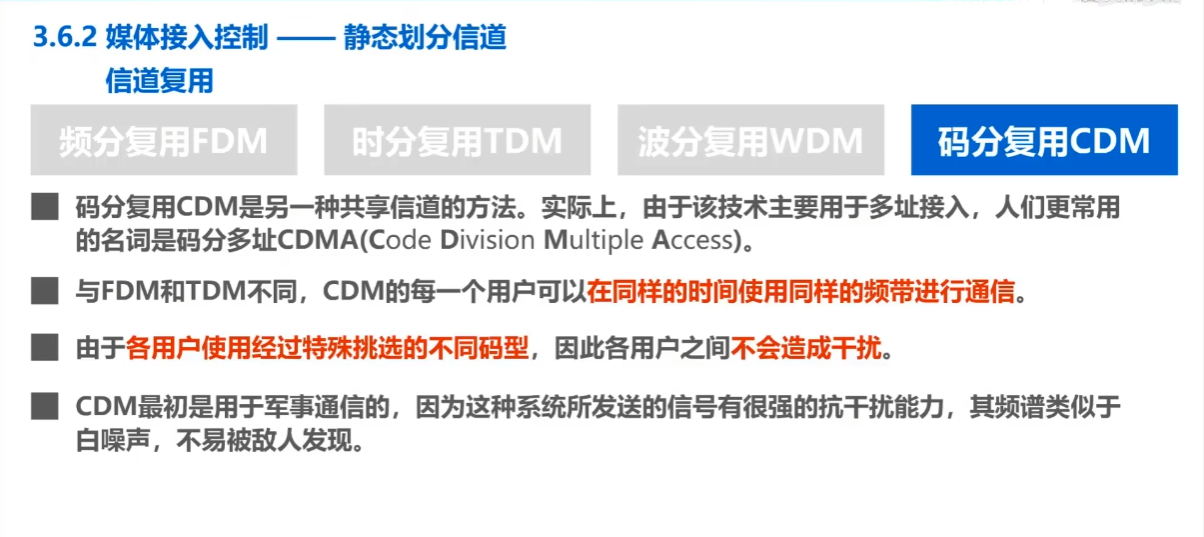 3.6.2 媒体接入控制 —— 静态划分信道
信道复用
频分复用FDM
时分复用TDM
波分复用WDM
码分复用CDM
码分复用CDM是另一种共享信道的方法。实际上，由于该技术主要用于多址接入，人们更常用
的名词是码分多址CDMA(Code Division Multiple Access)。
与FDM和TDM不同，CDM的每一个用户可以在同样的时间使用同样的频带进行通信。
由于各用户使用经过特殊挑选的不同码型，因此各用户之间不会造成干扰。
CDM最初是用于军事通信的，因为这种系统所发送的信号有很强的抗干扰能力，其频谱类似于
白噪声，不易被敌人发现。